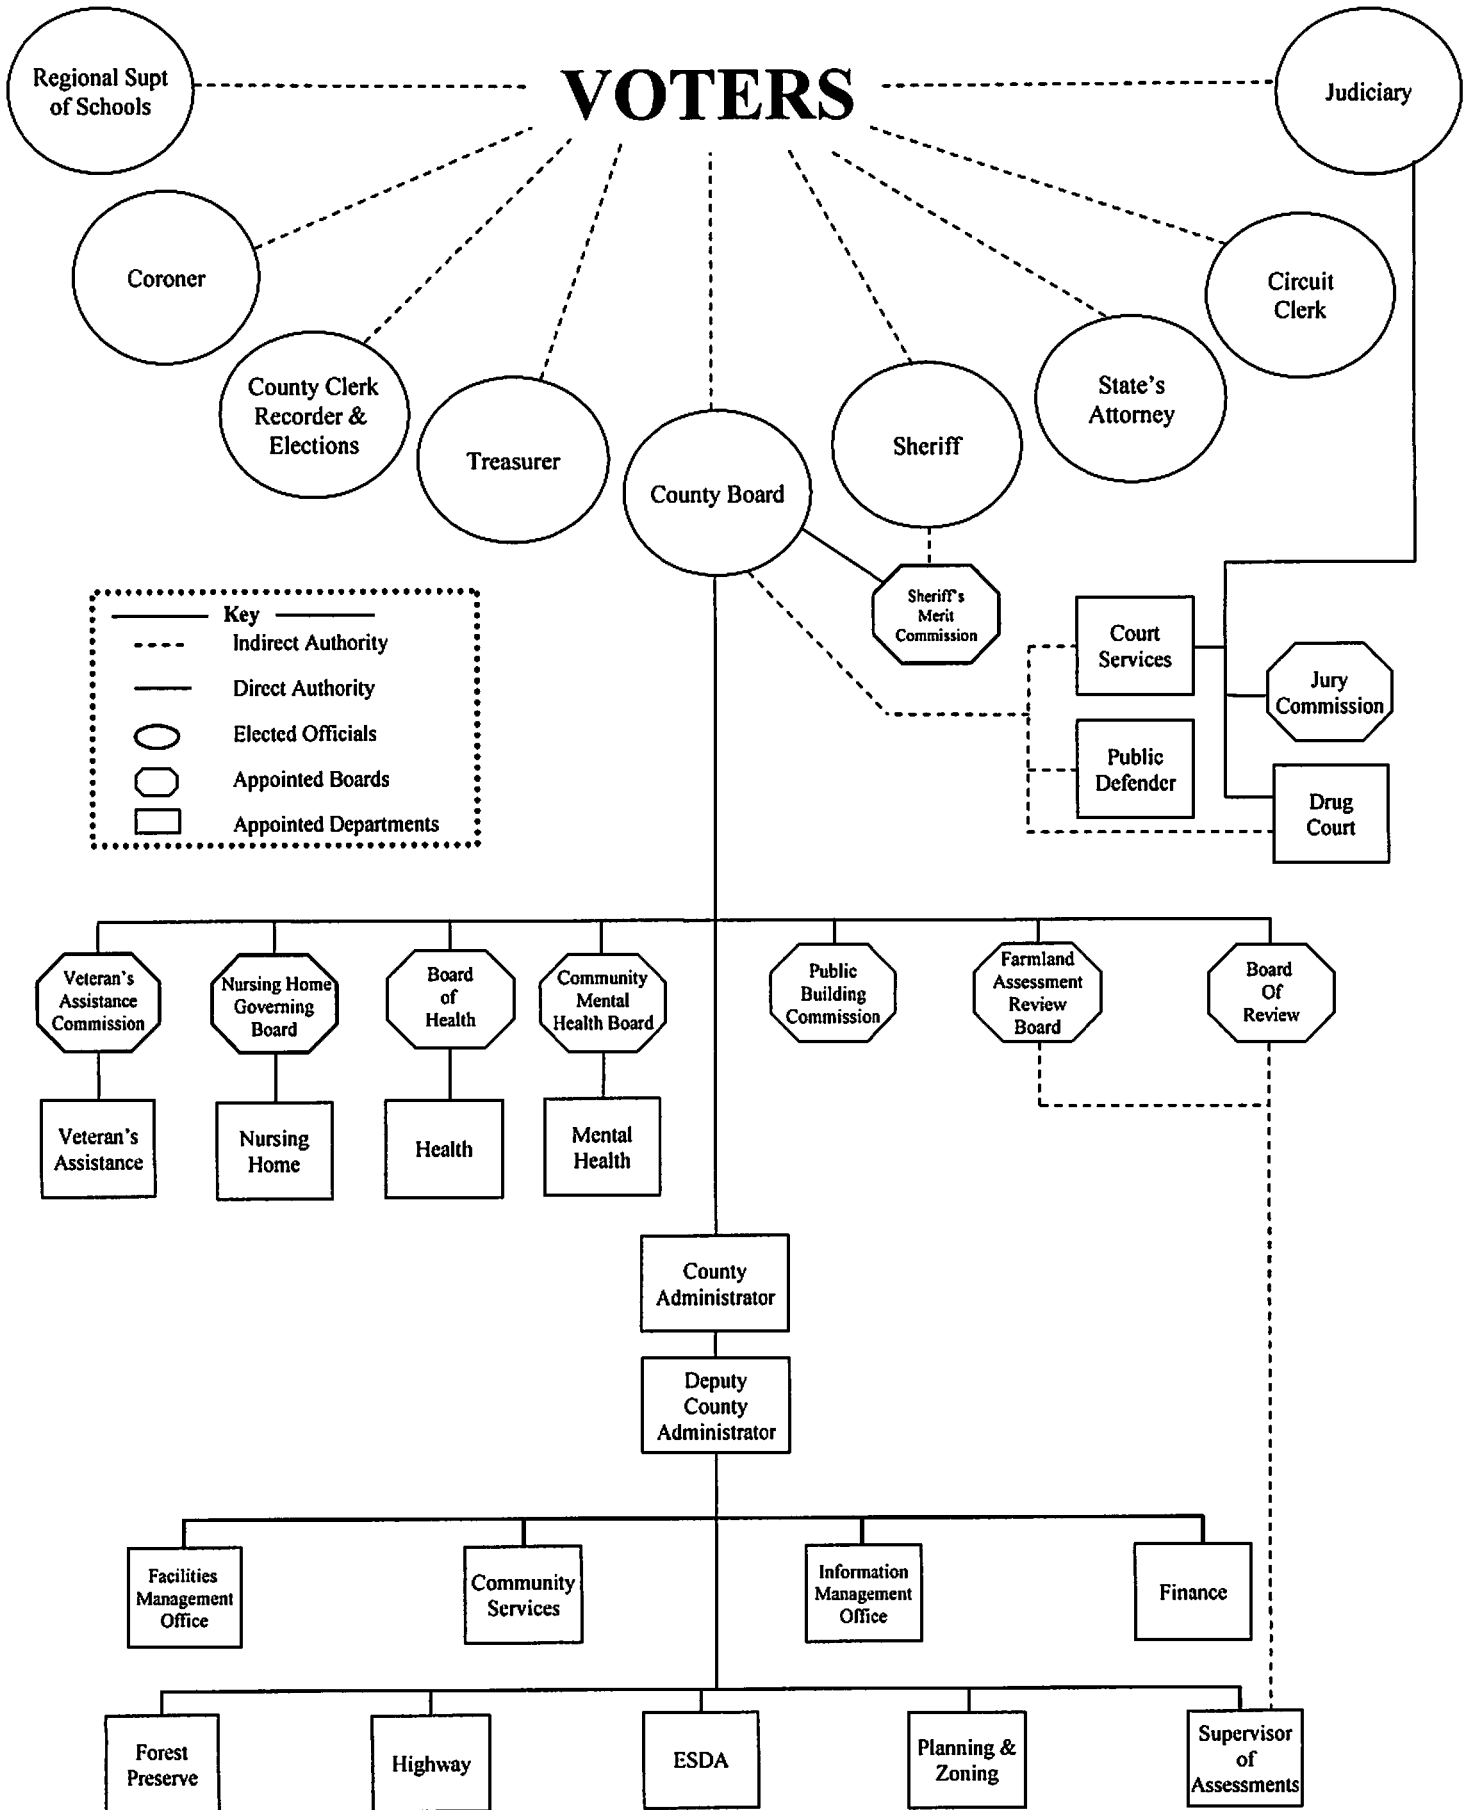 VOTERS
Regional Supt
of Schools
Judiciary
Coroner
Circuit
Clerk
County Clerk
Recorder &
Elections
State's
Attorney
Treasurer
Sheriff
County Board
Sheriff's
Merit
Commission
Key
Indirect Authority
Direct Authority
Elected Officials
Appointed Boards
Appointed Departments
Court
Services
Jury
Commission
Public
Defender
Drug
Court
Veteran's
Assistance
Commission
Nursing Home
Governing
Board
Board
of
Health
Community
Mental
Health Board
Public
Building
Commission
Farmland
Assessment
Review
Board
Board
Of
Review
Veteran's
Assistance
Nursing
Home
Health
Mental
Health
County
Administrator
Deputy
County
Administrator
Facilities
Management
Office
Community
Services
Information
Management
Office
Finance
Forest
Preserve
Highway
ESDA
Planning &
Zoning
Supervisor
of
Assessments